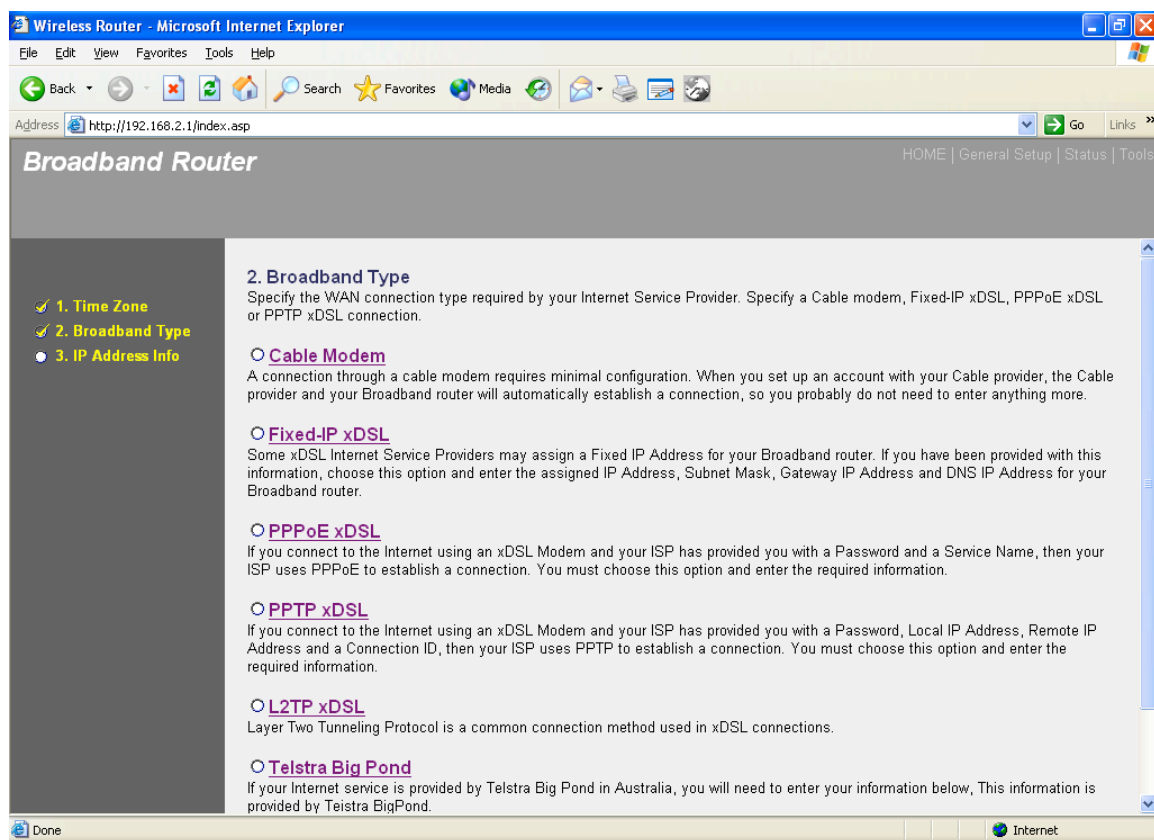 Wireless Router - Microsoft Internet Explorer
File Edit View Favorites Tools Help
Back Search Favorites Media
Address http://192.168.2.1/index.asp Go Links »
Broadband Router
HOME | General Setup | Status | Tools
1. Time Zone
2. Broadband Type
3. IP Address Info
2. Broadband Type
Specify the WAN connection type required by your Internet Service Provider. Specify a Cable modem, Fixed-IP xDSL, PPPoE xDSL
or PPTP xDSL connection.
Cable Modem
A connection through a cable modem requires minimal configuration. When you set up an account with your Cable provider, the Cable
provider and your Broadband router will automatically establish a connection, so you probably do not need to enter anything more.
Fixed-IP xDSL
Some xDSL Internet Service Providers may assign a Fixed IP Address for your Broadband router. If you have been provided with this
information, choose this option and enter the assigned IP Address, Subnet Mask, Gateway IP Address and DNS IP Address for your
Broadband router.
PPPoE xDSL
If you connect to the Internet using an xDSL Modem and your ISP has provided you with a Password and a Service Name, then your
ISP uses PPPoE to establish a connection. You must choose this option and enter the required information.
PPTP xDSL
If you connect to the Internet using an xDSL Modem and your ISP has provided you with a Password, Local IP Address, Remote IP
Address and a Connection ID, then your ISP uses PPTP to establish a connection. You must choose this option and enter the
required information.
L2TP xDSL
Layer Two Tunneling Protocol is a common connection method used in xDSL connections.
Telstra Big Pond
If your Internet service is provided by Telstra Big Pond in Australia, you will need to enter your information below, This information is
provided by Teistra BigPond.
Done Internet